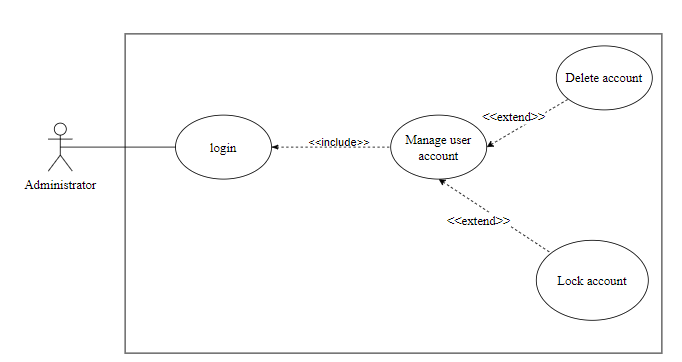 Delete account
<<extend>>
<<include>>
Manage user
account
login
Administrator
<<extend>>
Lock account